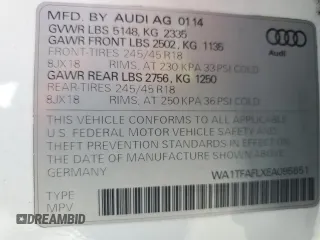 MFD. BY AUDI AG 01.14
GVWR LBS 5148, KG 2335
GAWR FRONT LBS 2502, KG 1135
FRONT-TIRES 245/45 R18
8JX18 RIMS, AT 230 KPA 33 PSI COLD
GAWR REAR LBS 2756, KG 1250
REAR-TIRES 245/45 R18
8JX18 RIMS, AT 250 KPA 36 PSI COLD
Audi
THIS VEHICLE CONFORMS TO ALL APPLICABLE
U.S. FEDERAL MOTOR VEHICLE SAFETY, BUMPER AND
THEFT PREVENTION STANDARDS IN EFFECT ON THE
DATE OF MANUFACTURE SHOWN ABOVE
GERMANY
TYPE:
MPV
DREAMBID